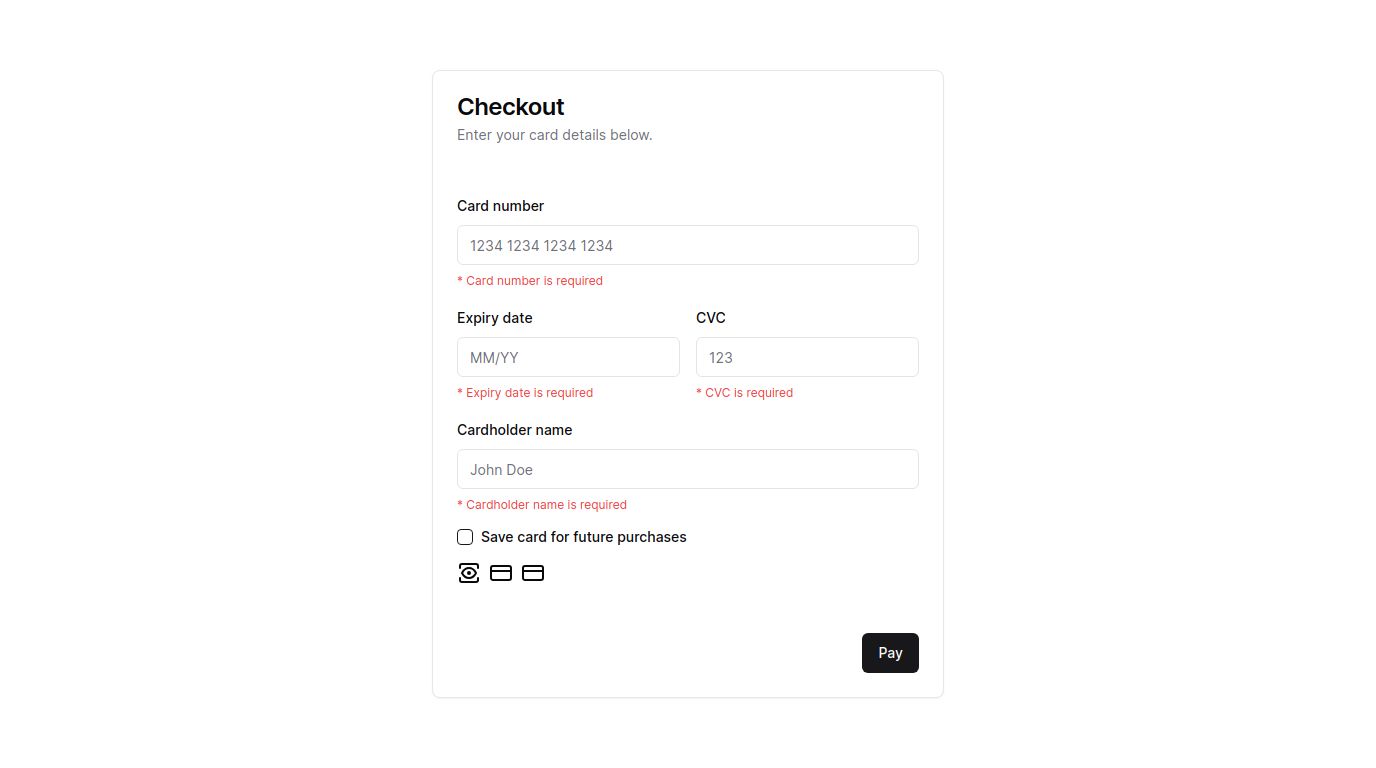 Checkout
Enter your card details below.
Card number
1234 1234 1234 1234
* Card number is required
Expiry date
CVC
MM/YY
123
* Expiry date is required
* CVC is required
Cardholder name
John Doe
* Cardholder name is required
Save card for future purchases
Pay